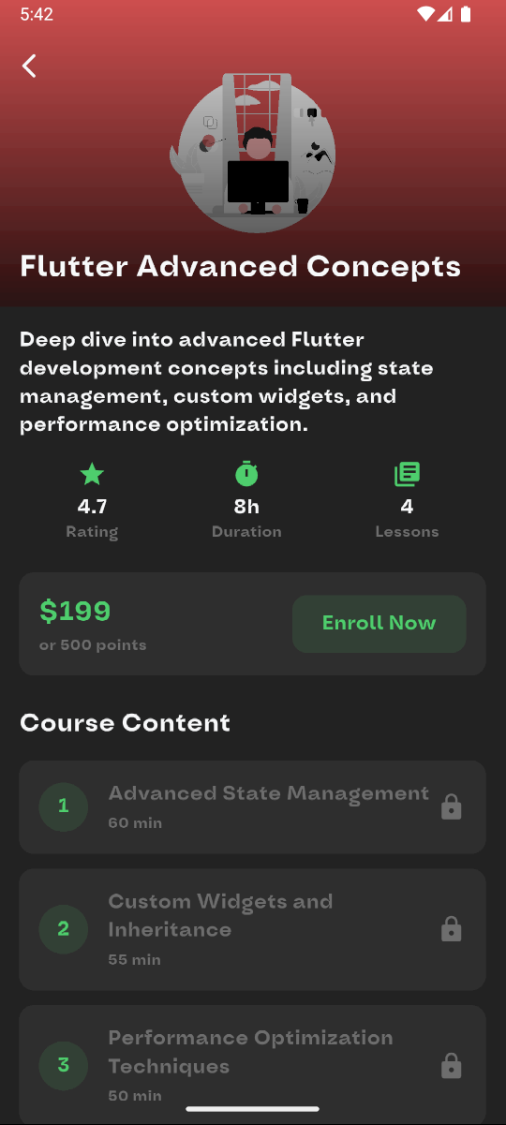 5:42
Flutter Advanced Concepts
Deep dive into advanced Flutter
development concepts including state
management, custom widgets, and
performance optimization.
4.7 8h 4
Rating Duration Lessons
$199
or 500 points
Enroll Now
Course Content
1
Advanced State Management
60 min
2
Custom Widgets and
Inheritance
55 min
3
Performance Optimization
Techniques
50 min